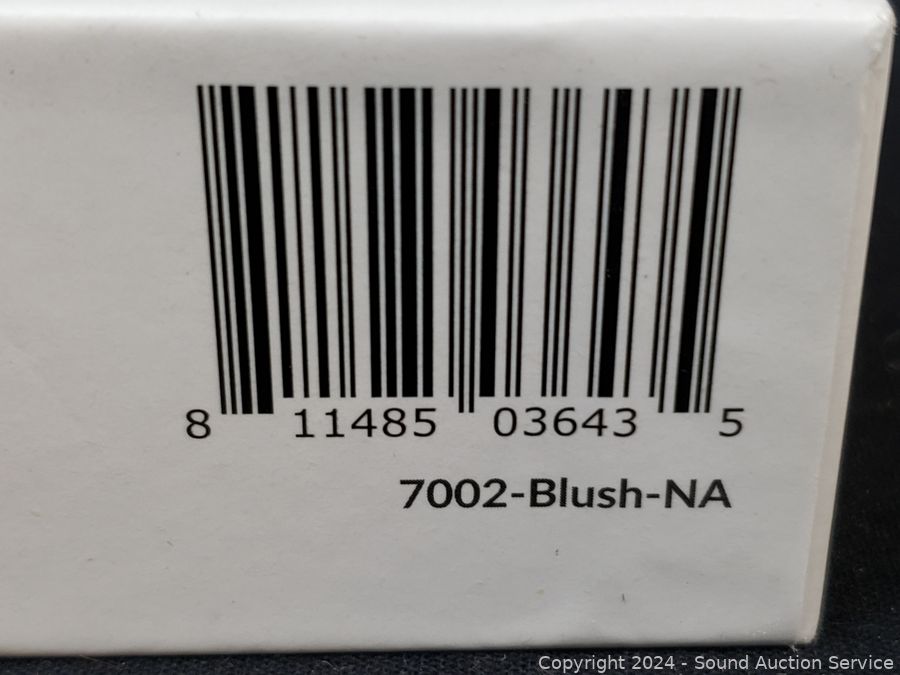 8 11485 03643 5
7002-Blush-NA
Copyright 2024 - Sound Auction Service